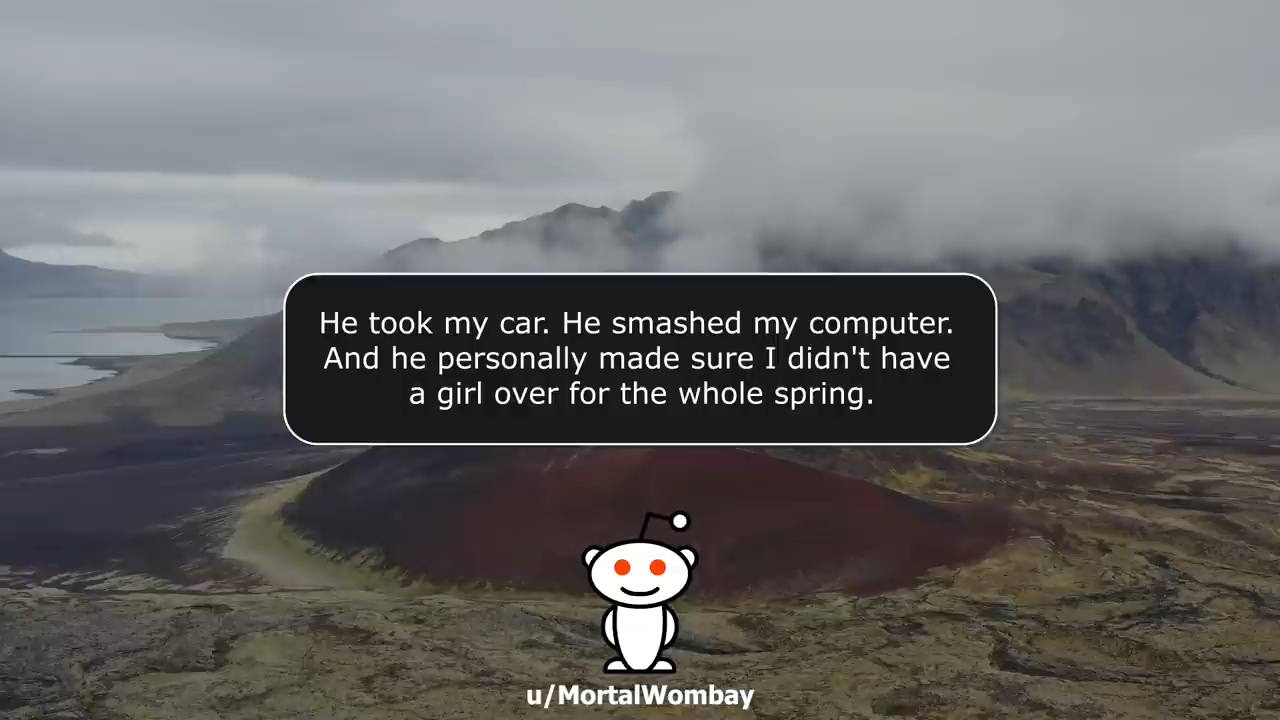 He took my car. He smashed my computer.
And he personally made sure I didn't have
a girl over for the whole spring.
u/MortalWombay